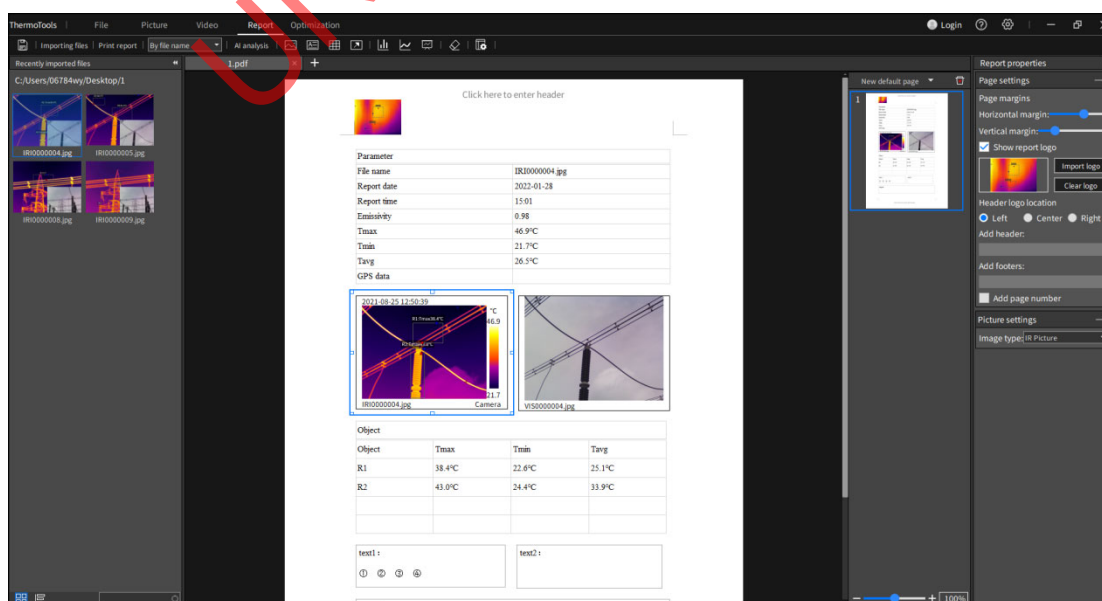 ThermoTools File Picture Video Report Optimization Login
Importing files Print report By file name AI analysis
Recently imported files
C:/Users/06784wy/Desktop/1
IRI0000004.jpg IRI0000005.jpg
IRI0000008.jpg IRI0000009.jpg
1.pdf
Click here to enter header
Parameter
File name IRI0000004.jpg
Report date 2022-01-28
Report time 15:01
Emissivity 0.98
Tmax 46.9°C
Tmin 21.7°C
Tavg 26.5°C
GPS data
2021-08-25 12:50:39
°C
46.9
R1:Tmax38.4°C
21.7
IRI0000004.jpg Camera
VIS0000004.jpg
Object
Object Tmax Tmin Tavg
R1 38.4°C 22.6°C 25.1°C
R2 43.0°C 24.4°C 33.9°C
text1: text2:
① ② ③ ④
New default page
1
100%
Report properties
Page settings
Page margins
Horizontal margin:
Vertical margin:
Show report logo
Import logo
Clear logo
Header logo location
Left Center Right
Add header:
Add footers:
Add page number
Picture settings
Image type: IR Picture